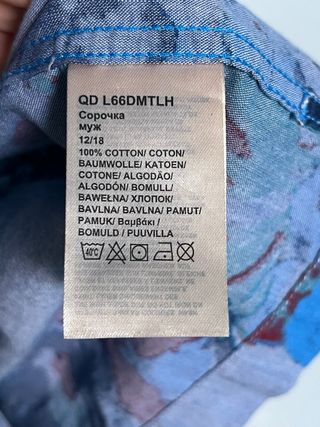 QD L66DMTLH
Сорочка
муж
12/18
100% COTTON/ COTON/
BAUMWOLLE/ KATOEN/
COTONE/ ALGODÃO/
ALGODÓN/ BOMULL/
BAWEŁNA/ ХЛОПОК/
BAVLNA/ BAVLNA/ PAMUT/
PAMUK/ Βαμβάκι /
BOMULD / PUUVILLA
40°C